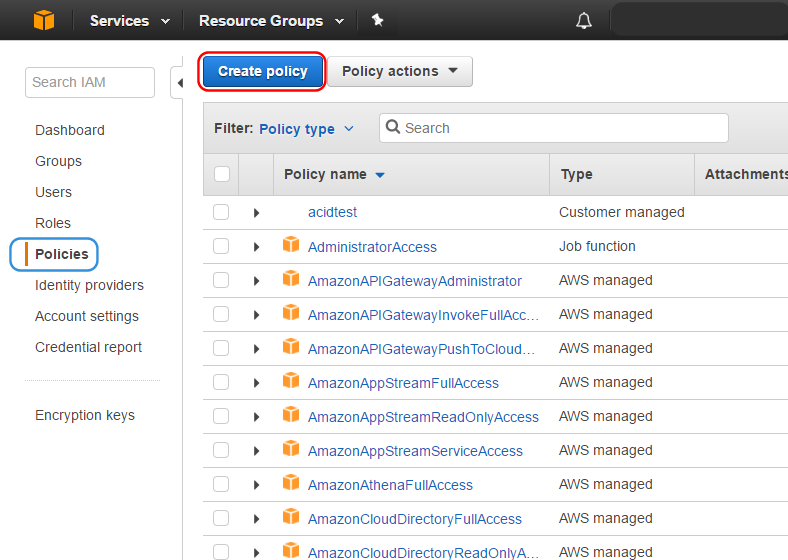 Services Resource Groups
Search IAM
Dashboard
Groups
Users
Roles
Policies
Identity providers
Account settings
Credential report
Encryption keys
Create policy Policy actions
Filter: Policy type Search
Policy name Type Attachments
acidtest Customer managed
AdministratorAccess Job function
AmazonAPIGatewayAdministrator AWS managed
AmazonAPIGatewayInvokeFullAcc... AWS managed
AmazonAPIGatewayPushToCloud... AWS managed
AmazonAppStreamFullAccess AWS managed
AmazonAppStreamReadOnlyAccess AWS managed
AmazonAppStreamServiceAccess AWS managed
AmazonAthenaFullAccess AWS managed
AmazonCloudDirectoryFullAccess AWS managed
AmazonCloudDirectoryReadOnlyA... AWS managed